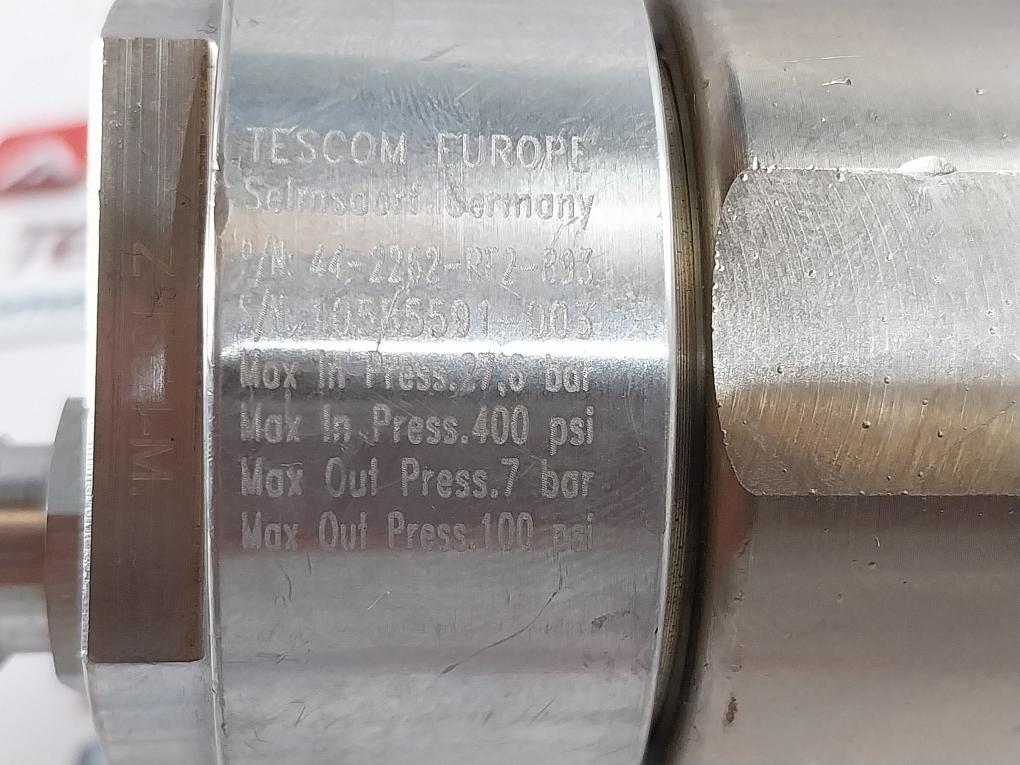 TESCOM EUROPE
Selmsdorf Germany
P/N: 44-2262-RF2-893
S/N:
Max In Press.27,6 bar
Max In Press.400 psi
Max Out Press.7 bar
Max Out Press.100 psi